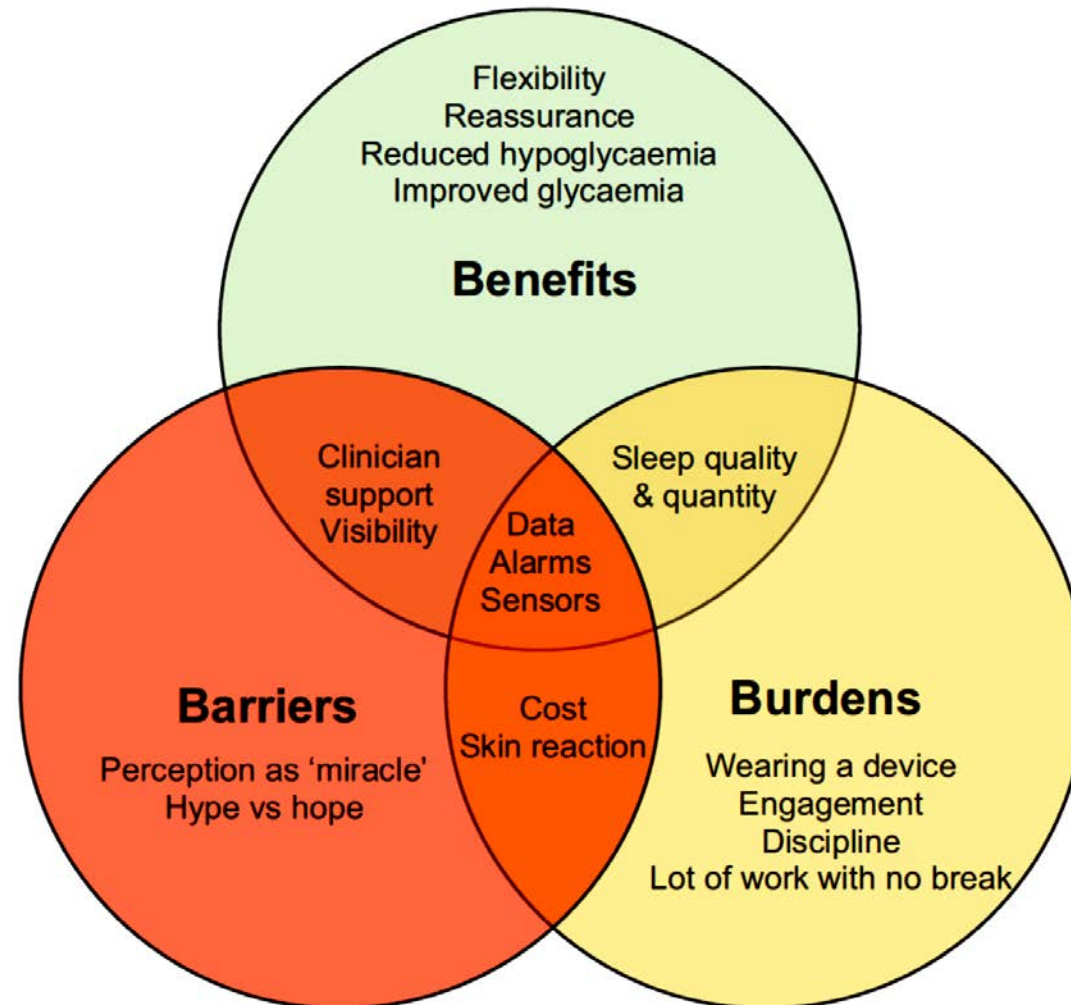 Flexibility
Reassurance
Reduced hypoglycaemia
Improved glycaemia
Benefits
Clinician
support
Visibility
Sleep quality
& quantity
Data
Alarms
Sensors
Barriers
Perception as ‘miracle’
Hype vs hope
Cost
Skin reaction
Burdens
Wearing a device
Engagement
Discipline
Lot of work with no break